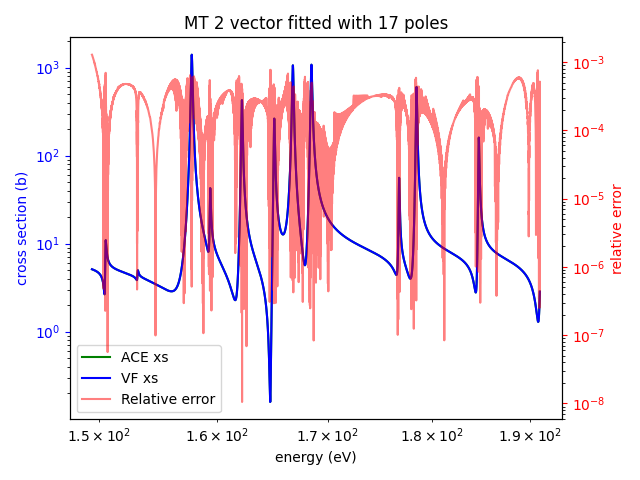 MT 2 vector fitted with 17 poles
10³
10²
10¹
10⁰
cross section (b)
10⁻³
10⁻⁴
10⁻⁵
10⁻⁶
10⁻⁷
10⁻⁸
relative error
ACE xs
VF xs
Relative error
1.5 × 10² 1.6 × 10² 1.7 × 10² 1.8 × 10² 1.9 × 10²
energy (eV)